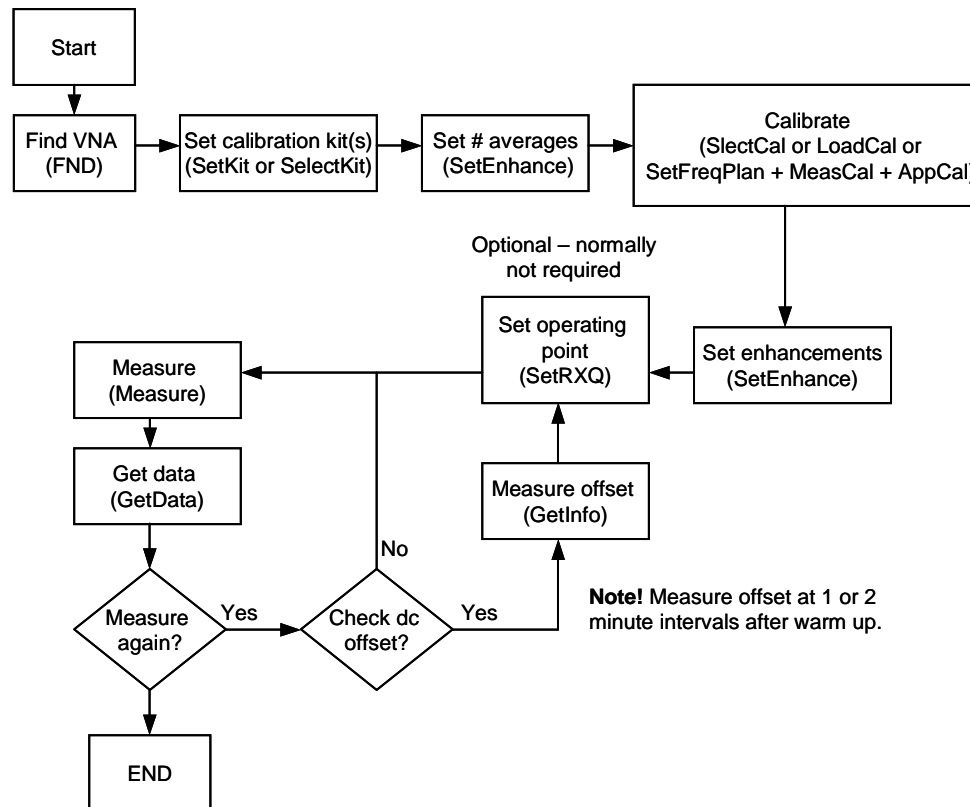 Start
Find VNA
(FND)
Set calibration kit(s)
(SetKit or SelectKit)
Set # averages
(SetEnhance)
Calibrate
(SlectCal or LoadCal or
SetFreqPlan + MeasCal + AppCal)
Optional – normally
not required
Set operating
point
(SetRXQ)
Set enhancements
(SetEnhance)
Measure
(Measure)
Get data
(GetData)
Measure offset
(GetInfo)
No
Measure
again?
Yes
Check dc
offset?
Yes
Note! Measure offset at 1 or 2
minute intervals after warm up.
END